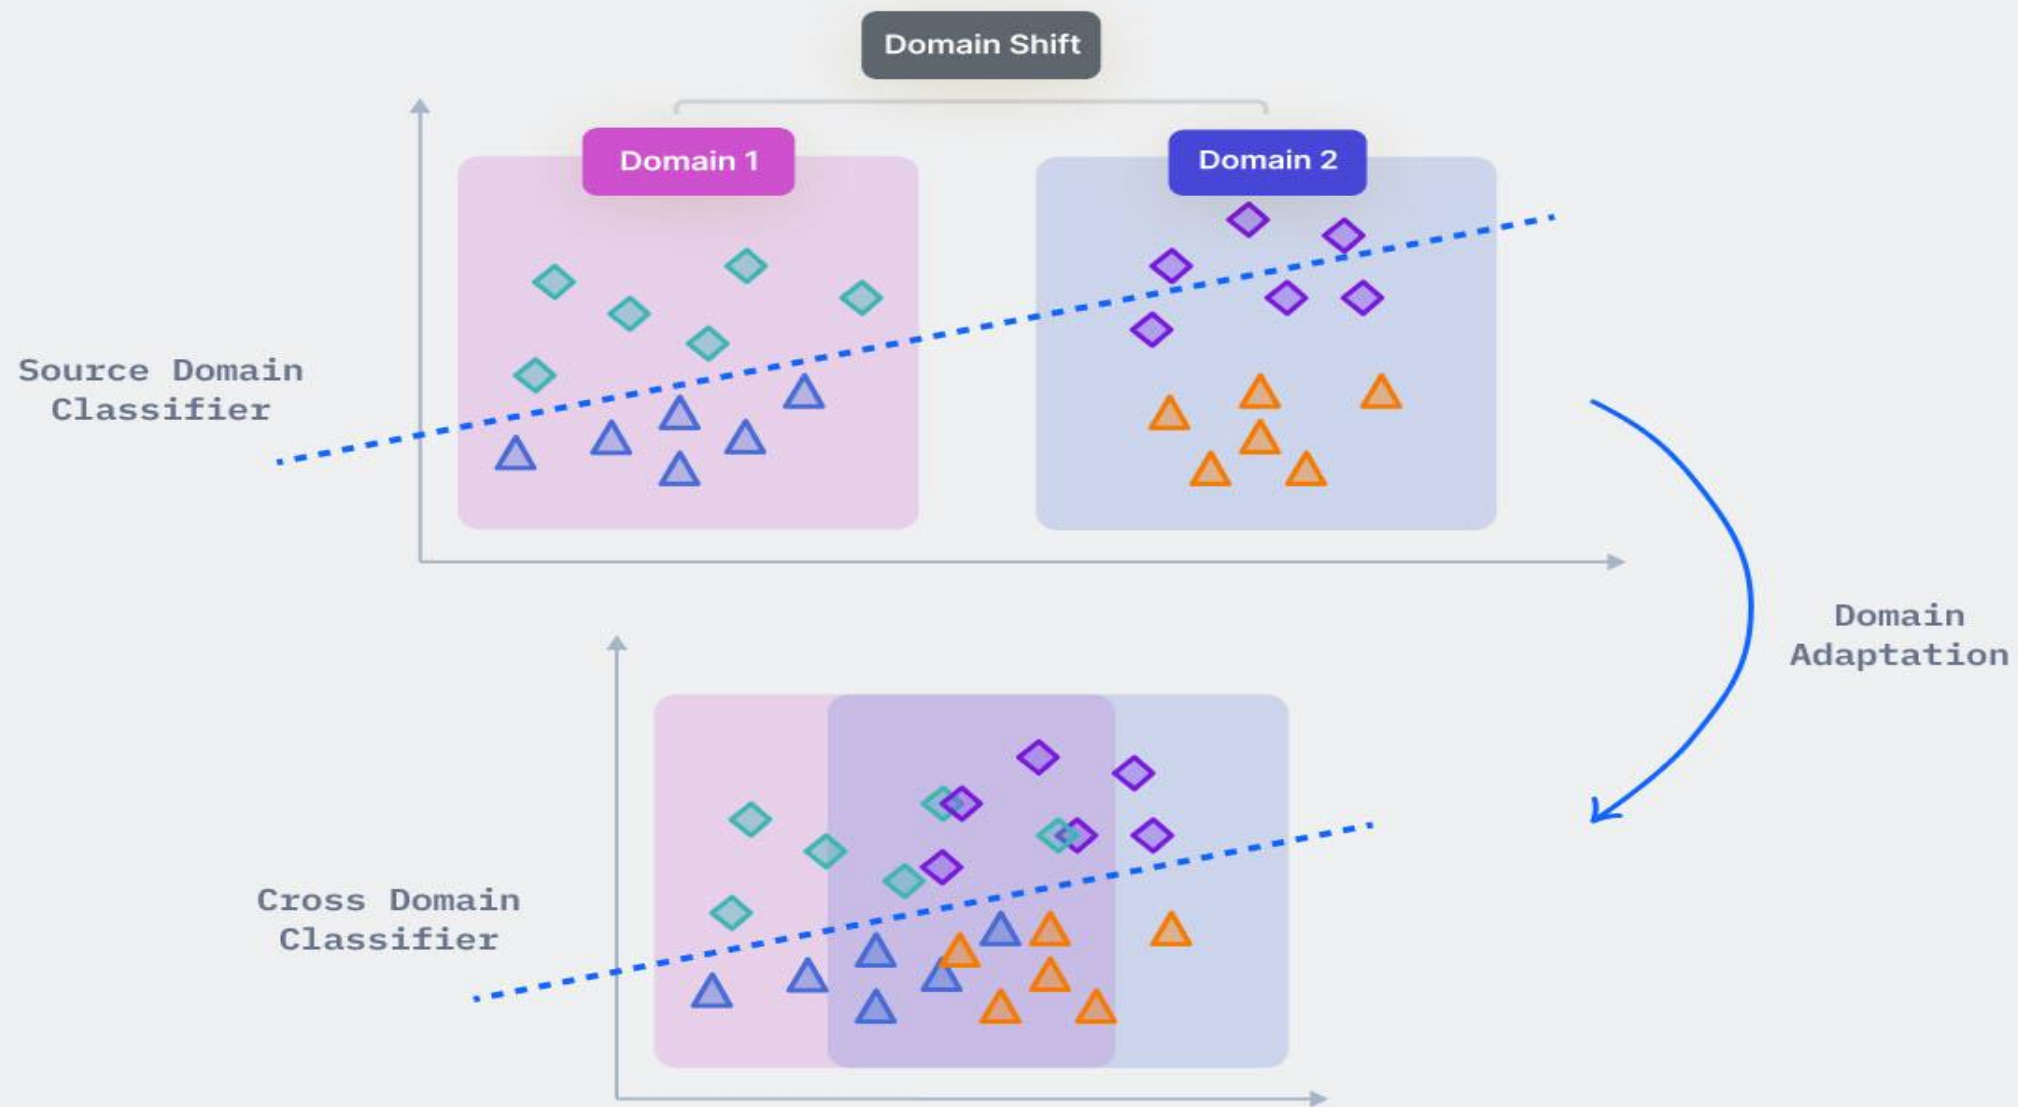 Domain Shift
Domain 1
Domain 2
Source Domain
Classifier
Domain
Adaptation
Cross Domain
Classifier